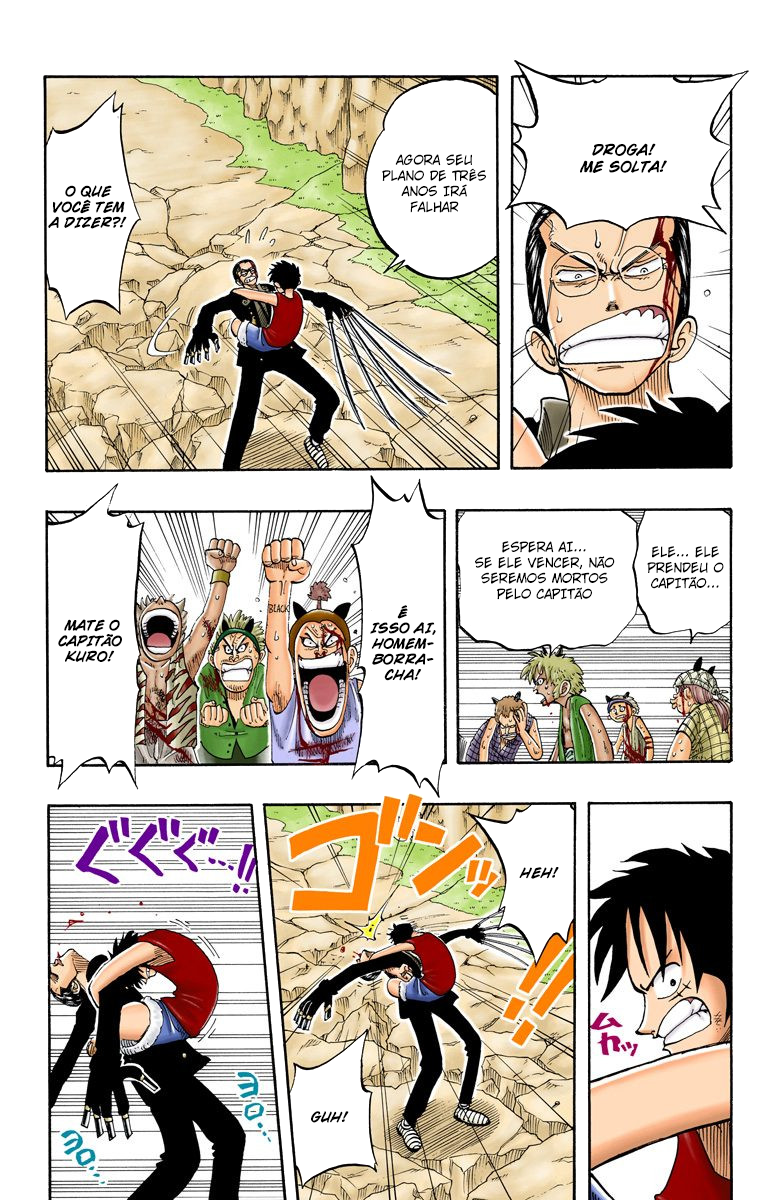 DROGA!
ME SOLTA!
AGORA SEU
PLANO DE TRÊS
ANOS IRÁ
FALHAR
O QUE
VOCÊ TEM
A DIZER?!
ELE... ELE
PRENDEU O
CAPITÃO...
ESPERA AI...
SE ELE VENCER, NÃO
SEREMOS MORTOS
PELO CAPITÃO
É
ISSO AI,
HOMEM-
BORRA-
CHA!
BLACK
MATE O
CAPITÃO
KURO!
ムカッ
HEH!
ゴンッ!!
GUH!
ぐぐぐ…!!
ヨロ…
ヨロ…